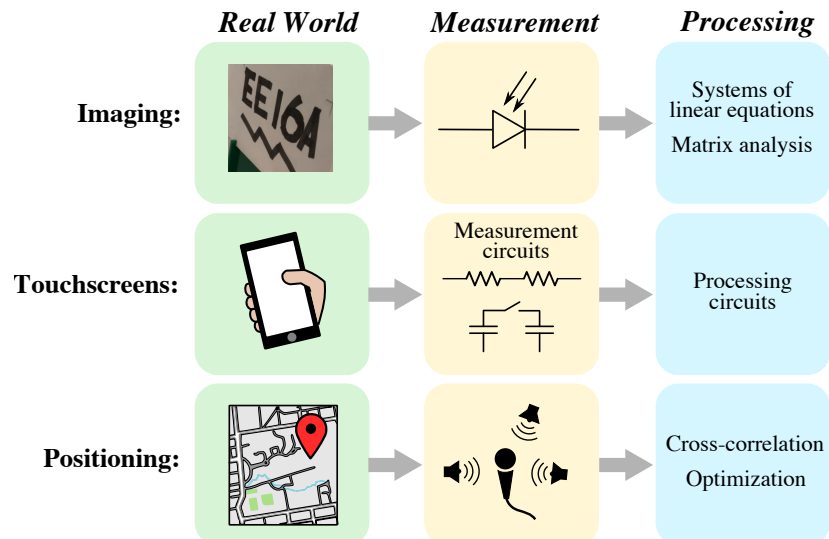 Real World Measurement Processing
Imaging:
EE16A
Systems of
linear equations
Matrix analysis
Touchscreens:
Measurement
circuits
Processing
circuits
Positioning:
Cross-correlation
Optimization